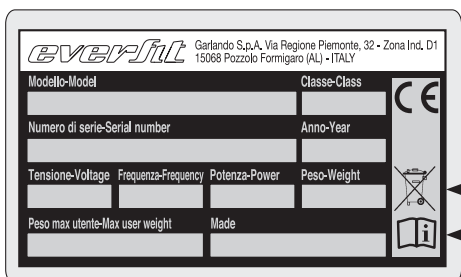 everfit Garlando S.p.A. Via Regione Piemonte, 32 - Zona Ind. D1
15068 Pozzolo Formigaro (AL) - ITALY
Modello-Model Classe-Class
CE
Numero di serie-Serial number Anno-Year
Tensione-Voltage Frequenza-Frequency Potenza-Power Peso-Weight
Peso max utente-Max user weight Made
i